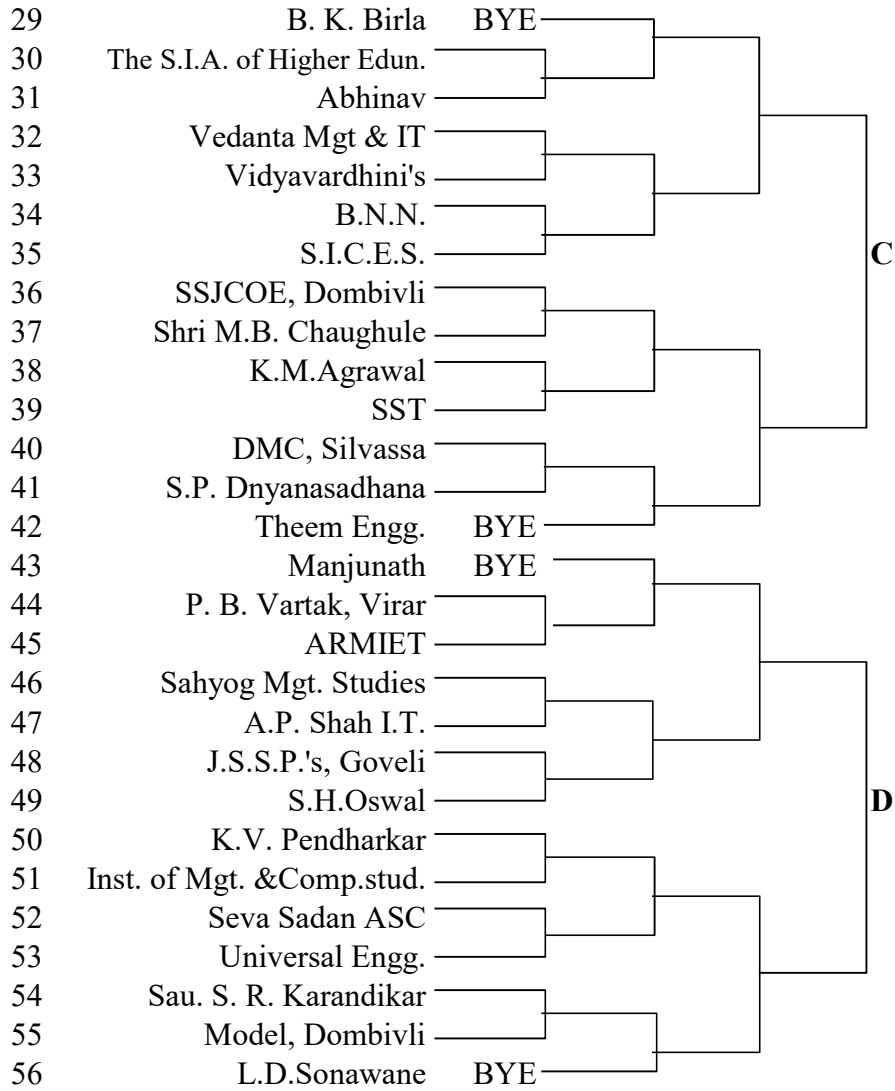 29 B. K. Birla BYE
30 The S.I.A. of Higher Edun.
31 Abhinav
32 Vedanta Mgt & IT
33 Vidyavardhini's
34 B.N.N.
35 S.I.C.E.S.
C
36 SSJCOE, Dombivli
37 Shri M.B. Chaughule
38 K.M.Agrawal
39 SST
40 DMC, Silvassa
41 S.P. Dnyanasadhana
42 Theem Engg. BYE
43 Manjunath BYE
44 P. B. Vartak, Virar
45 ARMIET
46 Sahyog Mgt. Studies
47 A.P. Shah I.T.
48 J.S.S.P.'s, Goveli
49 S.H.Oswal
D
50 K.V. Pendharkar
51 Inst. of Mgt. &Comp.stud.
52 Seva Sadan ASC
53 Universal Engg.
54 Sau. S. R. Karandikar
55 Model, Dombivli
56 L.D.Sonawane BYE